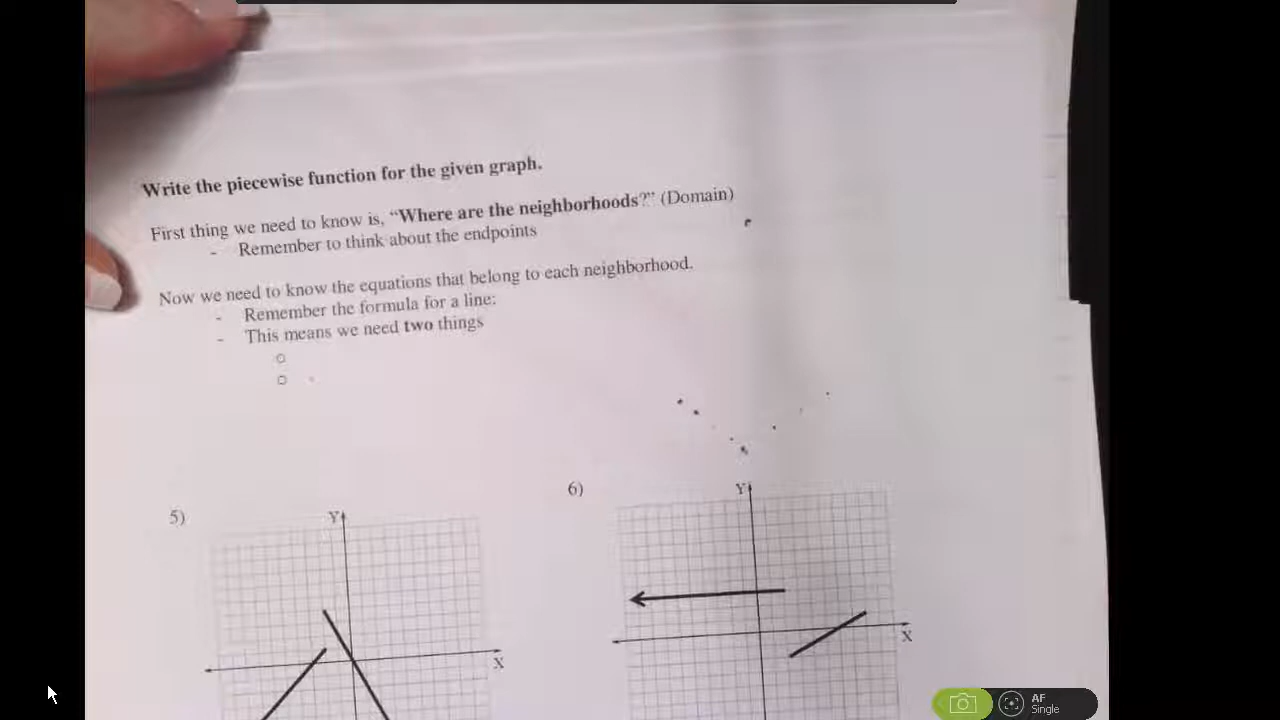 Write the piecewise function for the given graph.
First thing we need to know is, “Where are the neighborhoods?” (Domain)
- Remember to think about the endpoints
Now we need to know the equations that belong to each neighborhood.
- Remember the formula for a line:
- This means we need two things
5)
6)
Y
Y
X
X
AF
Single